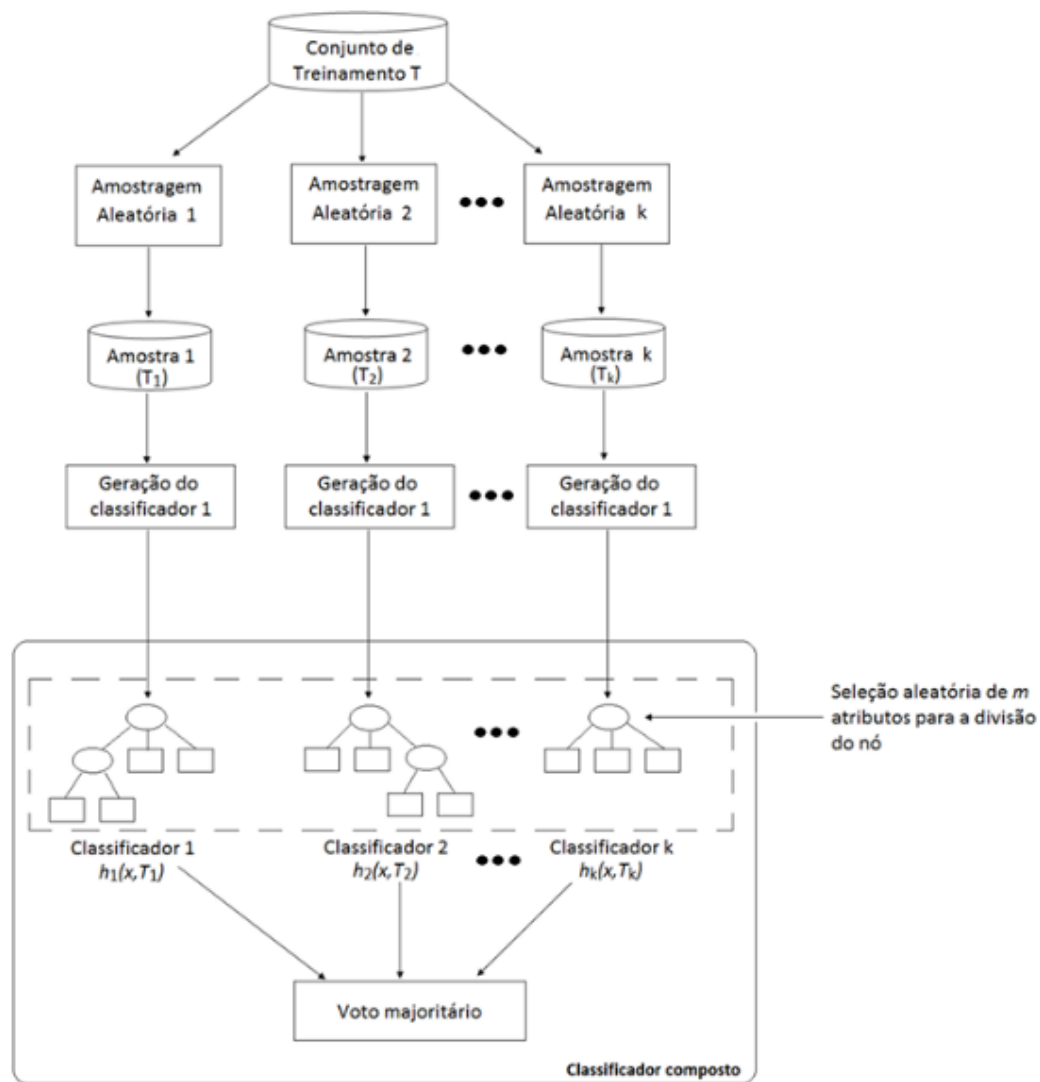 Conjunto de
Treinamento T
Amostragem
Aleatória 1
Amostragem
Aleatória 2
Amostragem
Aleatória k
Amostra 1
(T1)
Amostra 2
(T2)
Amostra k
(Tk)
Geração do
classificador 1
Geração do
classificador 1
Geração do
classificador 1
Seleção aleatória de m
atributos para a divisão
do nó
Classificador 1
h1(x,T1)
Classificador 2
h2(x,T2)
Classificador k
hk(x,Tk)
Voto majoritário
Classificador composto